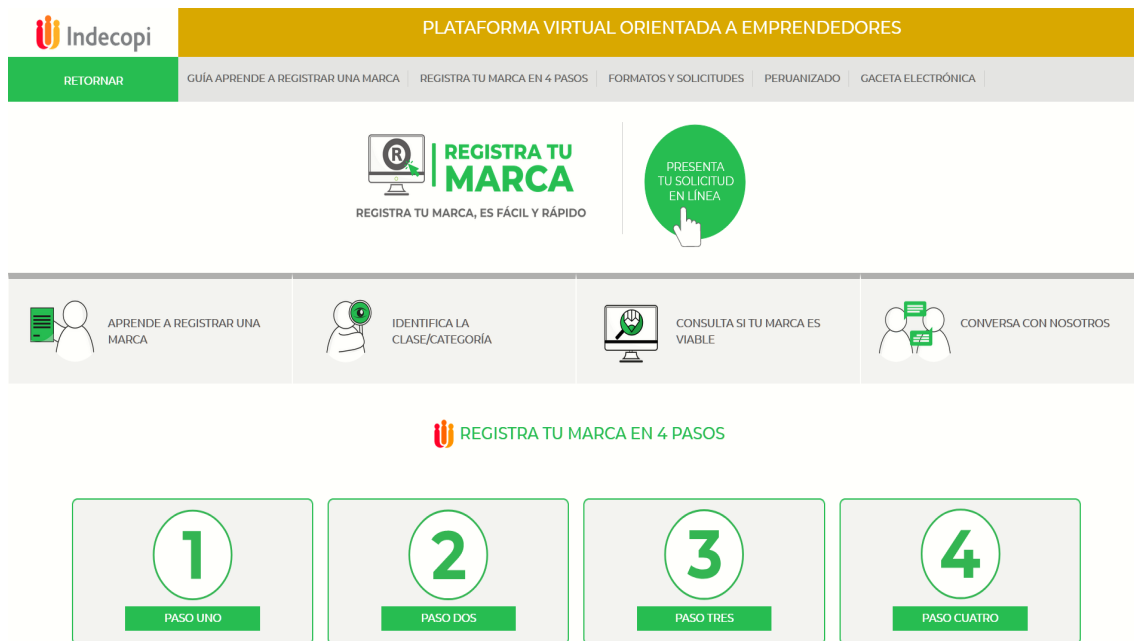 Indecopi
PLATAFORMA VIRTUAL ORIENTADA A EMPRENDEDORES
RETORNAR
GUÍA APRENDE A REGISTRAR UNA MARCA
REGISTRA TU MARCA EN 4 PASOS
FORMATOS Y SOLICITUDES
PERUANIZADO
GACETA ELECTRÓNICA
R
REGISTRA TU
MARCA
REGISTRA TU MARCA, ES FÁCIL Y RÁPIDO
PRESENTA
TU SOLICITUD
EN LÍNEA
APRENDE A REGISTRAR UNA
MARCA
IDENTIFICA LA
CLASE/CATEGORÍA
CONSULTA SI TU MARCA ES
VIABLE
CONVERSA CON NOSOTROS
REGISTRA TU MARCA EN 4 PASOS
1
PASO UNO
2
PASO DOS
3
PASO TRES
4
PASO CUATRO